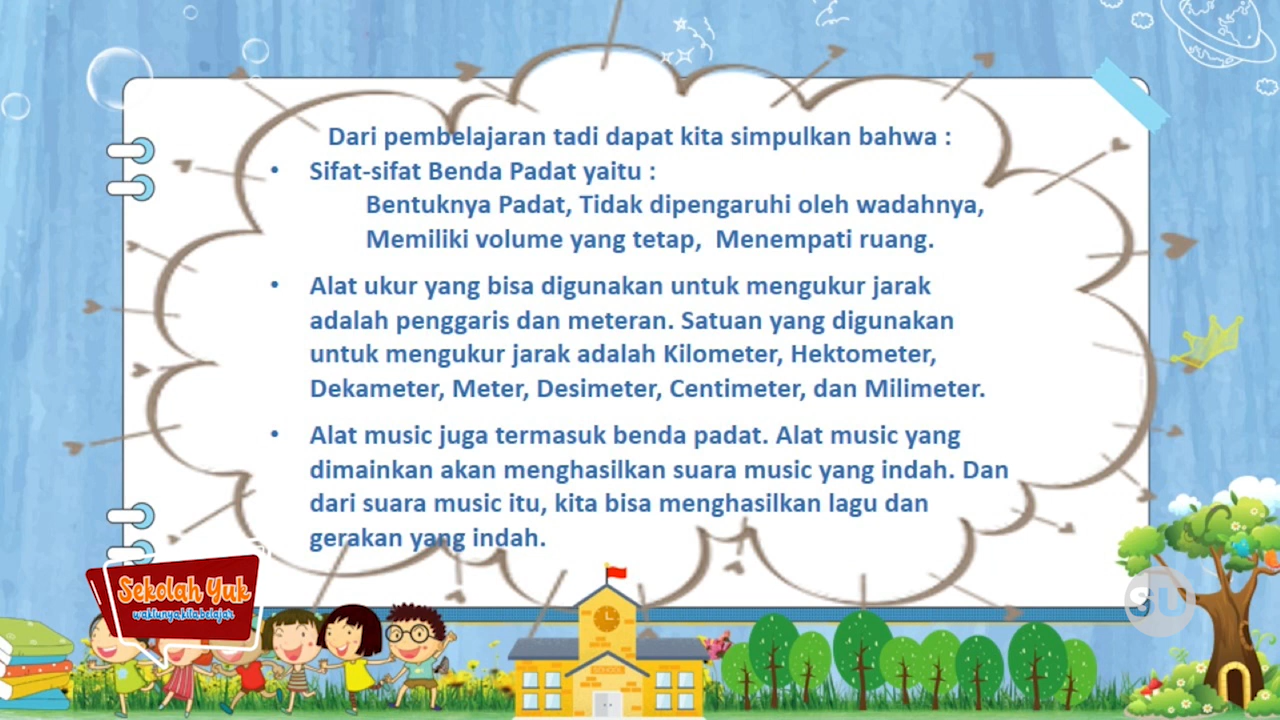 Dari pembelajaran tadi dapat kita simpulkan bahwa :
• Sifat-sifat Benda Padat yaitu :
Bentuknya Padat, Tidak dipengaruhi oleh wadahnya,
Memiliki volume yang tetap, Menempati ruang.
• Alat ukur yang bisa digunakan untuk mengukur jarak
adalah penggaris dan meteran. Satuan yang digunakan
untuk mengukur jarak adalah Kilometer, Hektometer,
Dekameter, Meter, Desimeter, Centimeter, dan Milimeter.
• Alat music juga termasuk benda padat. Alat music yang
dimainkan akan menghasilkan suara music yang indah. Dan
dari suara music itu, kita bisa menghasilkan lagu dan
gerakan yang indah.
Sekolah Yuk
waktunya kita belajar
SU
SCHOOL